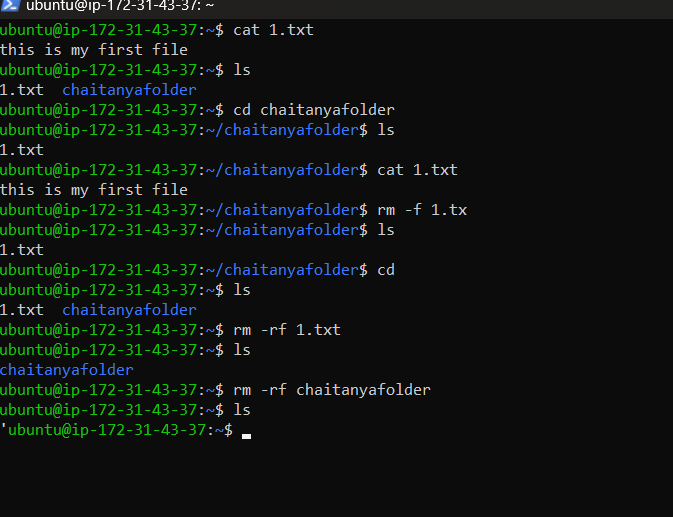 ubuntu@ip-172-31-43-37: ~
ubuntu@ip-172-31-43-37:~$ cat 1.txt
this is my first file
ubuntu@ip-172-31-43-37:~$ ls
1.txt  chaitanyafolder
ubuntu@ip-172-31-43-37:~$ cd chaitanyafolder
ubuntu@ip-172-31-43-37:~/chaitanyafolder$ ls
1.txt
ubuntu@ip-172-31-43-37:~/chaitanyafolder$ cat 1.txt
this is my first file
ubuntu@ip-172-31-43-37:~/chaitanyafolder$ rm -f 1.tx
ubuntu@ip-172-31-43-37:~/chaitanyafolder$ ls
1.txt
ubuntu@ip-172-31-43-37:~/chaitanyafolder$ cd
ubuntu@ip-172-31-43-37:~$ ls
1.txt  chaitanyafolder
ubuntu@ip-172-31-43-37:~$ rm -rf 1.txt
ubuntu@ip-172-31-43-37:~$ ls
chaitanyafolder
ubuntu@ip-172-31-43-37:~$ rm -rf chaitanyafolder
ubuntu@ip-172-31-43-37:~$ ls
'ubuntu@ip-172-31-43-37:~$